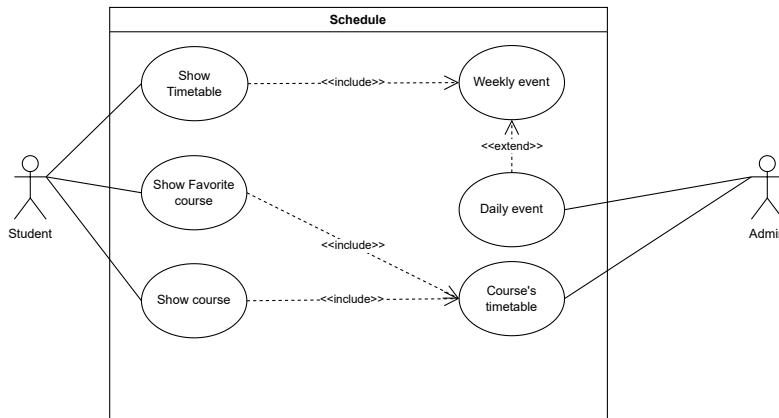 Schedule
Show
Timetable
<<include>>
Weekly event
<<extend>>
Show Favorite
course
Daily event
Student
Admin
<<include>>
Show course
<<include>>
Course's
timetable